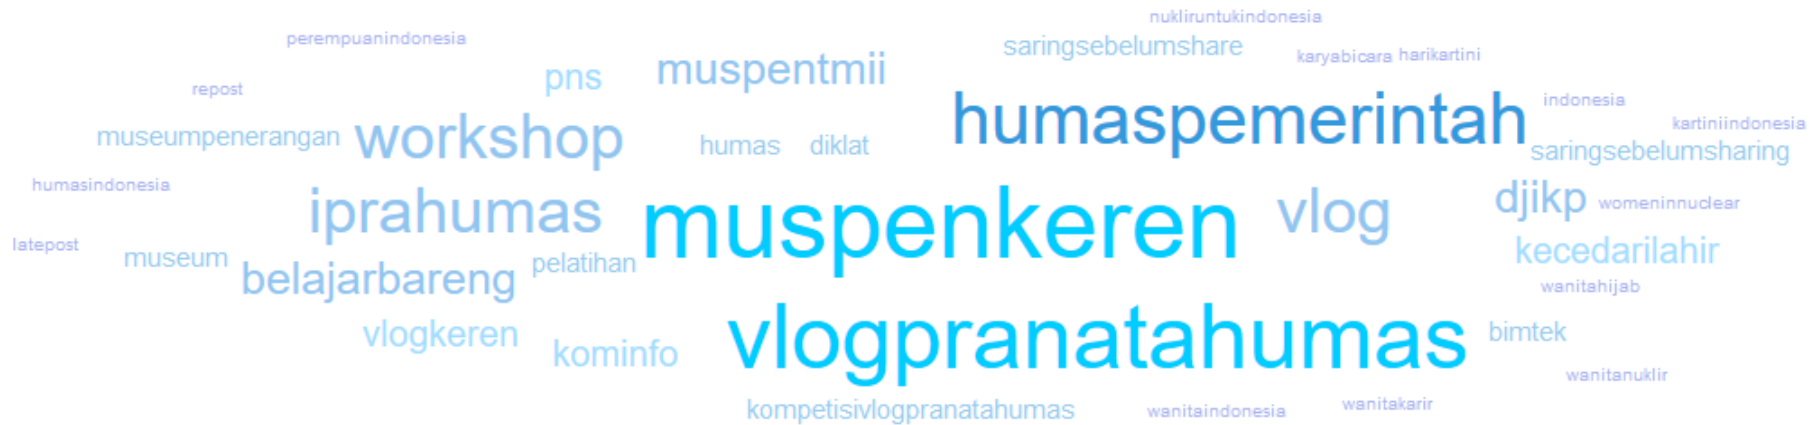 nukliruntukindonesia
perempuanindonesia
saringsebelumshare
karyabicara harikartini
pns
muspentmii
repost
indonesia
humaspemerintah
kartiniindonesia
museumpenerangan
workshop
humas
diklat
saringsebelumsharing
humasindonesia
iprahumas
muspenkeren
vlog
djikp
womeninnuclear
latepost
museum
belajarbareng
pelatihan
kecedarilahir
wanitahijab
vlogkeren
kominfo
vlogpranatahumas
bimtek
wanitanuklir
kompetisivlogpranatahumas
wanitaindonesia
wanitakarir